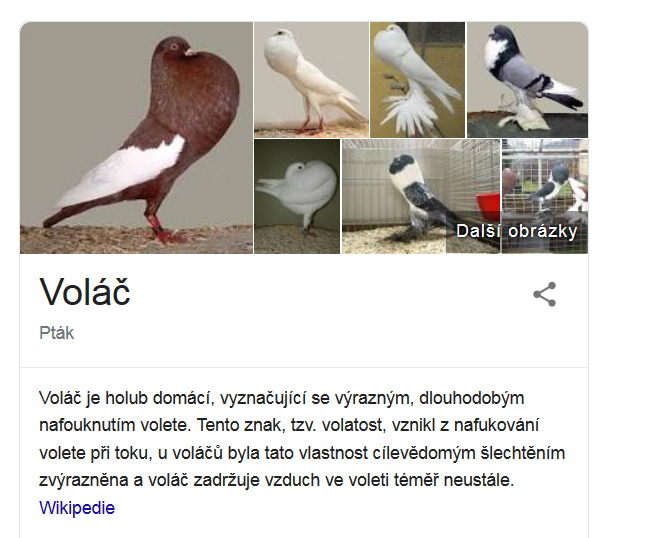 Další obrázky
Voláč
Pták
Voláč je holub domácí, vyznačující se výrazným, dlouhodobým
nafouknutím volete. Tento znak, tzv. volatost, vznikl z nafukování
volete při toku, u voláčů byla tato vlastnost cílevědomým šlechtěním
zvýrazněna a voláč zadržuje vzduch ve voleti téměř neustále.
Wikipedie